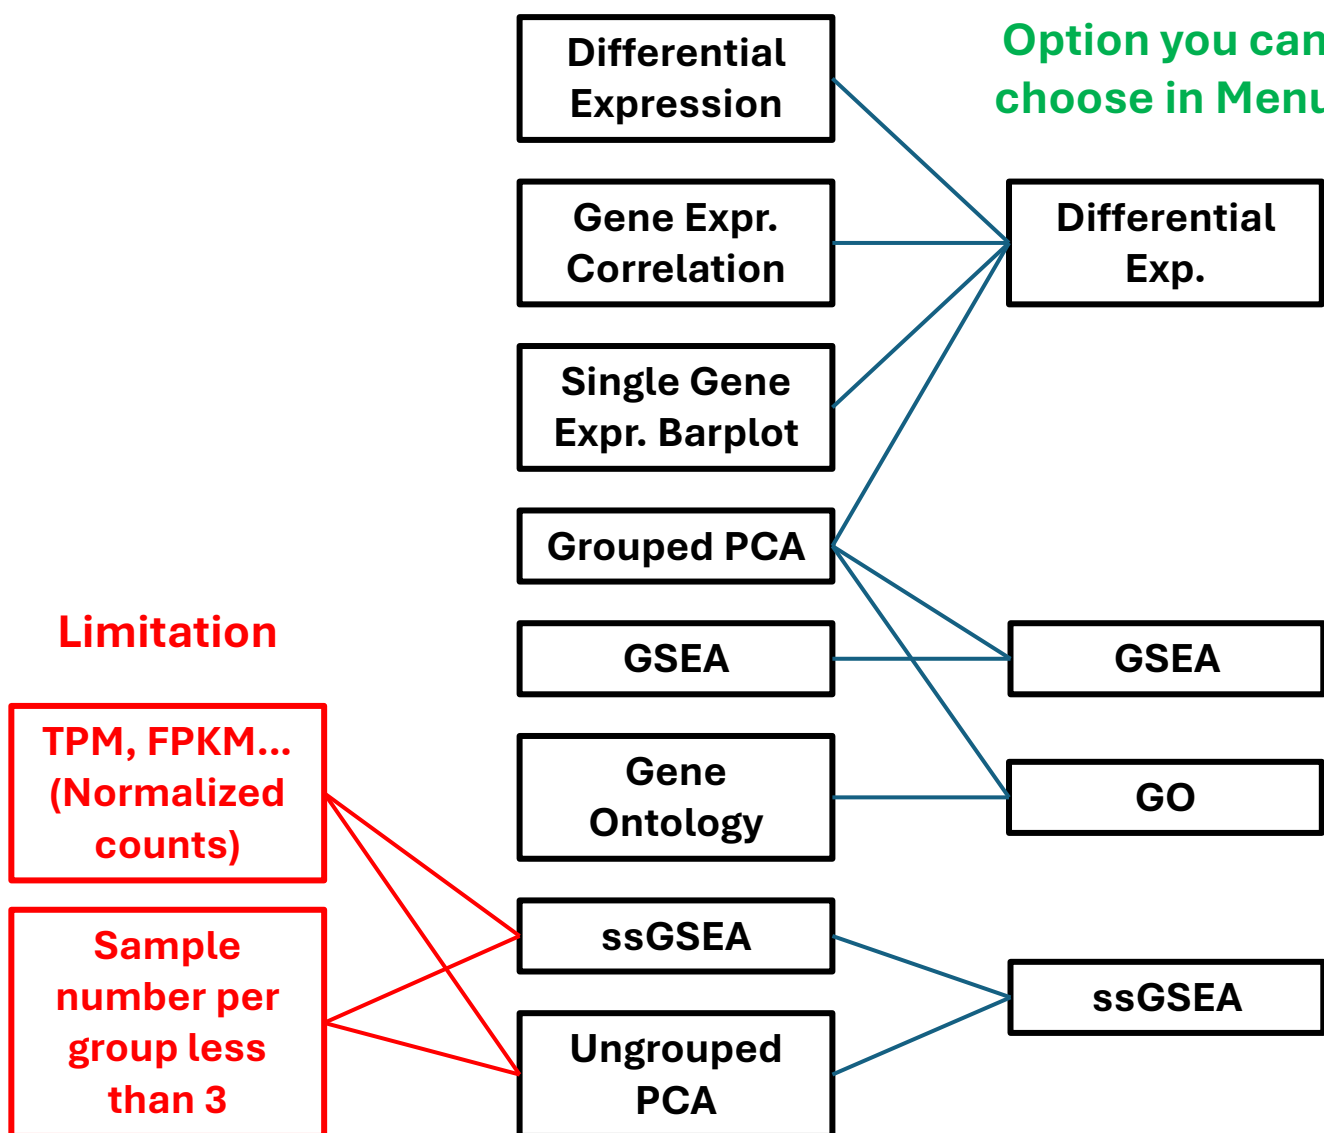 Differential
Expression
Option you can
choose in Menu
Gene Expr.
Correlation
Differential
Exp.
Single Gene
Expr. Barplot
Grouped PCA
Limitation
GSEA
GSEA
TPM, FPKM...
(Normalized
counts)
Gene
Ontology
GO
ssGSEA
Sample
number per
group less
than 3
ssGSEA
Ungrouped
PCA